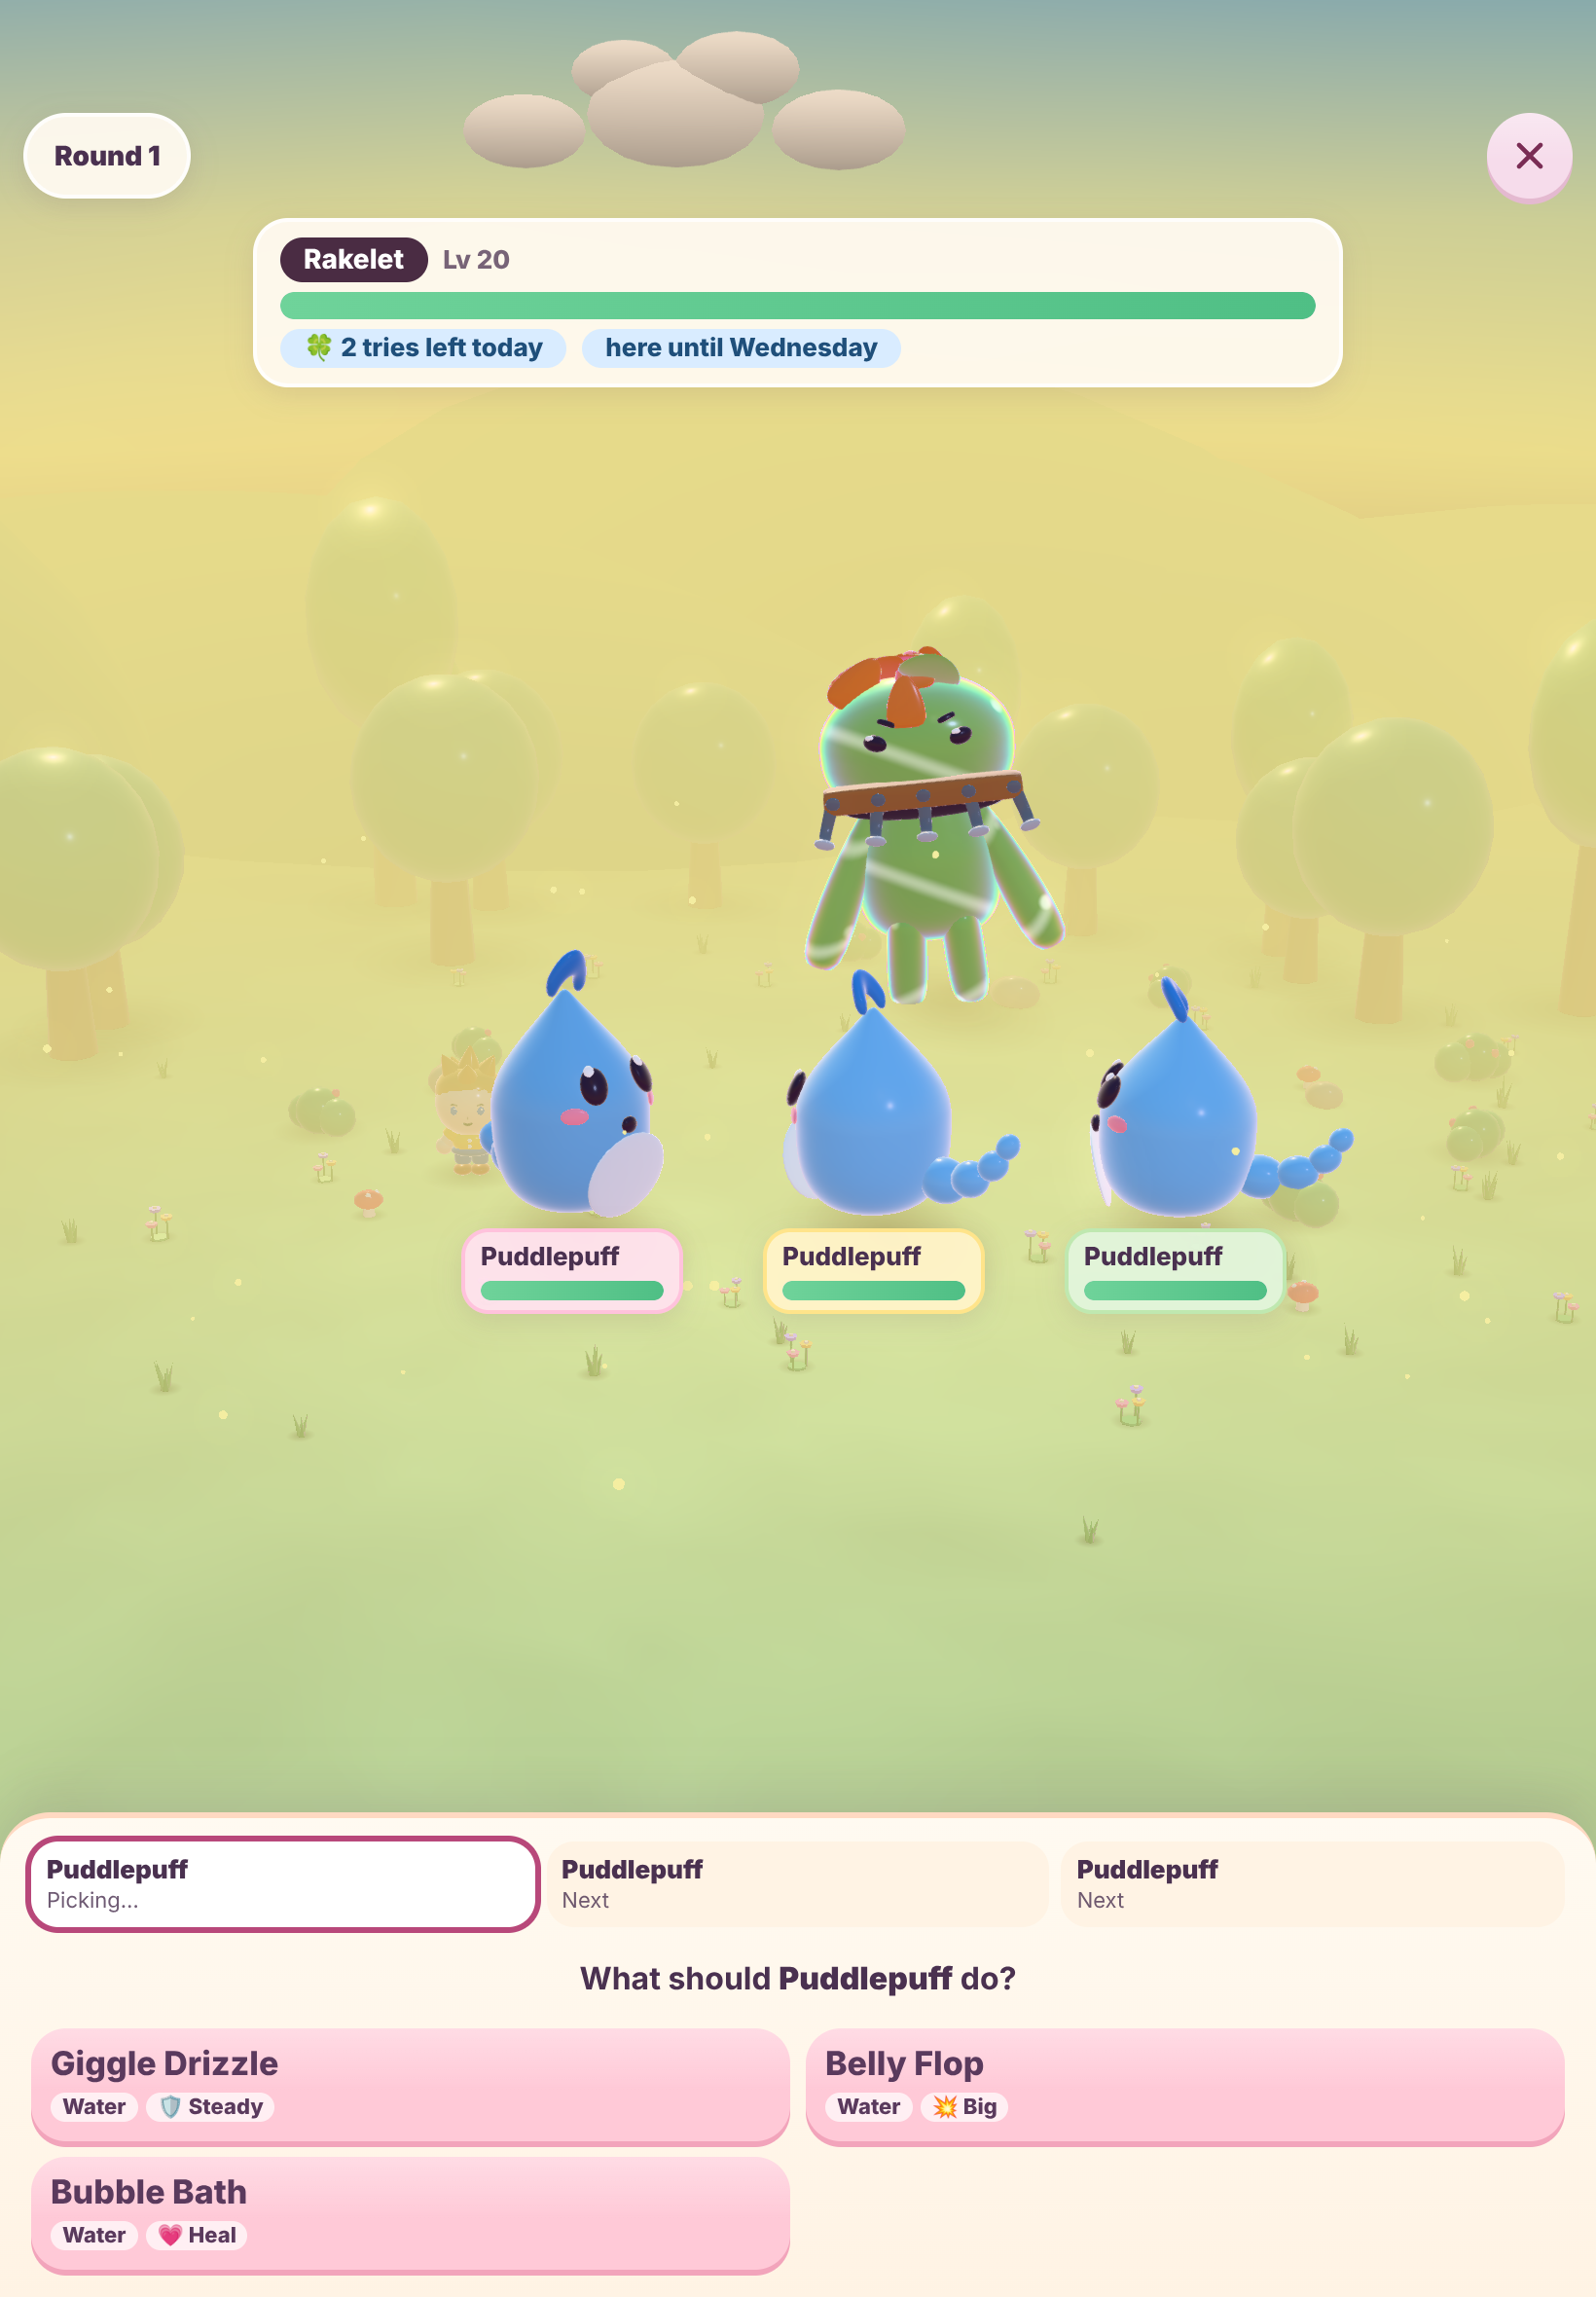 Round 1
Rakelet Lv 20
🍀 2 tries left today here until Wednesday
Puddlepuff Puddlepuff Puddlepuff
Puddlepuff Puddlepuff Puddlepuff
Picking... Next Next
What should Puddlepuff do?
Giggle Drizzle Belly Flop
Water 🛡️ Steady Water 💥 Big
Bubble Bath
Water 💗 Heal